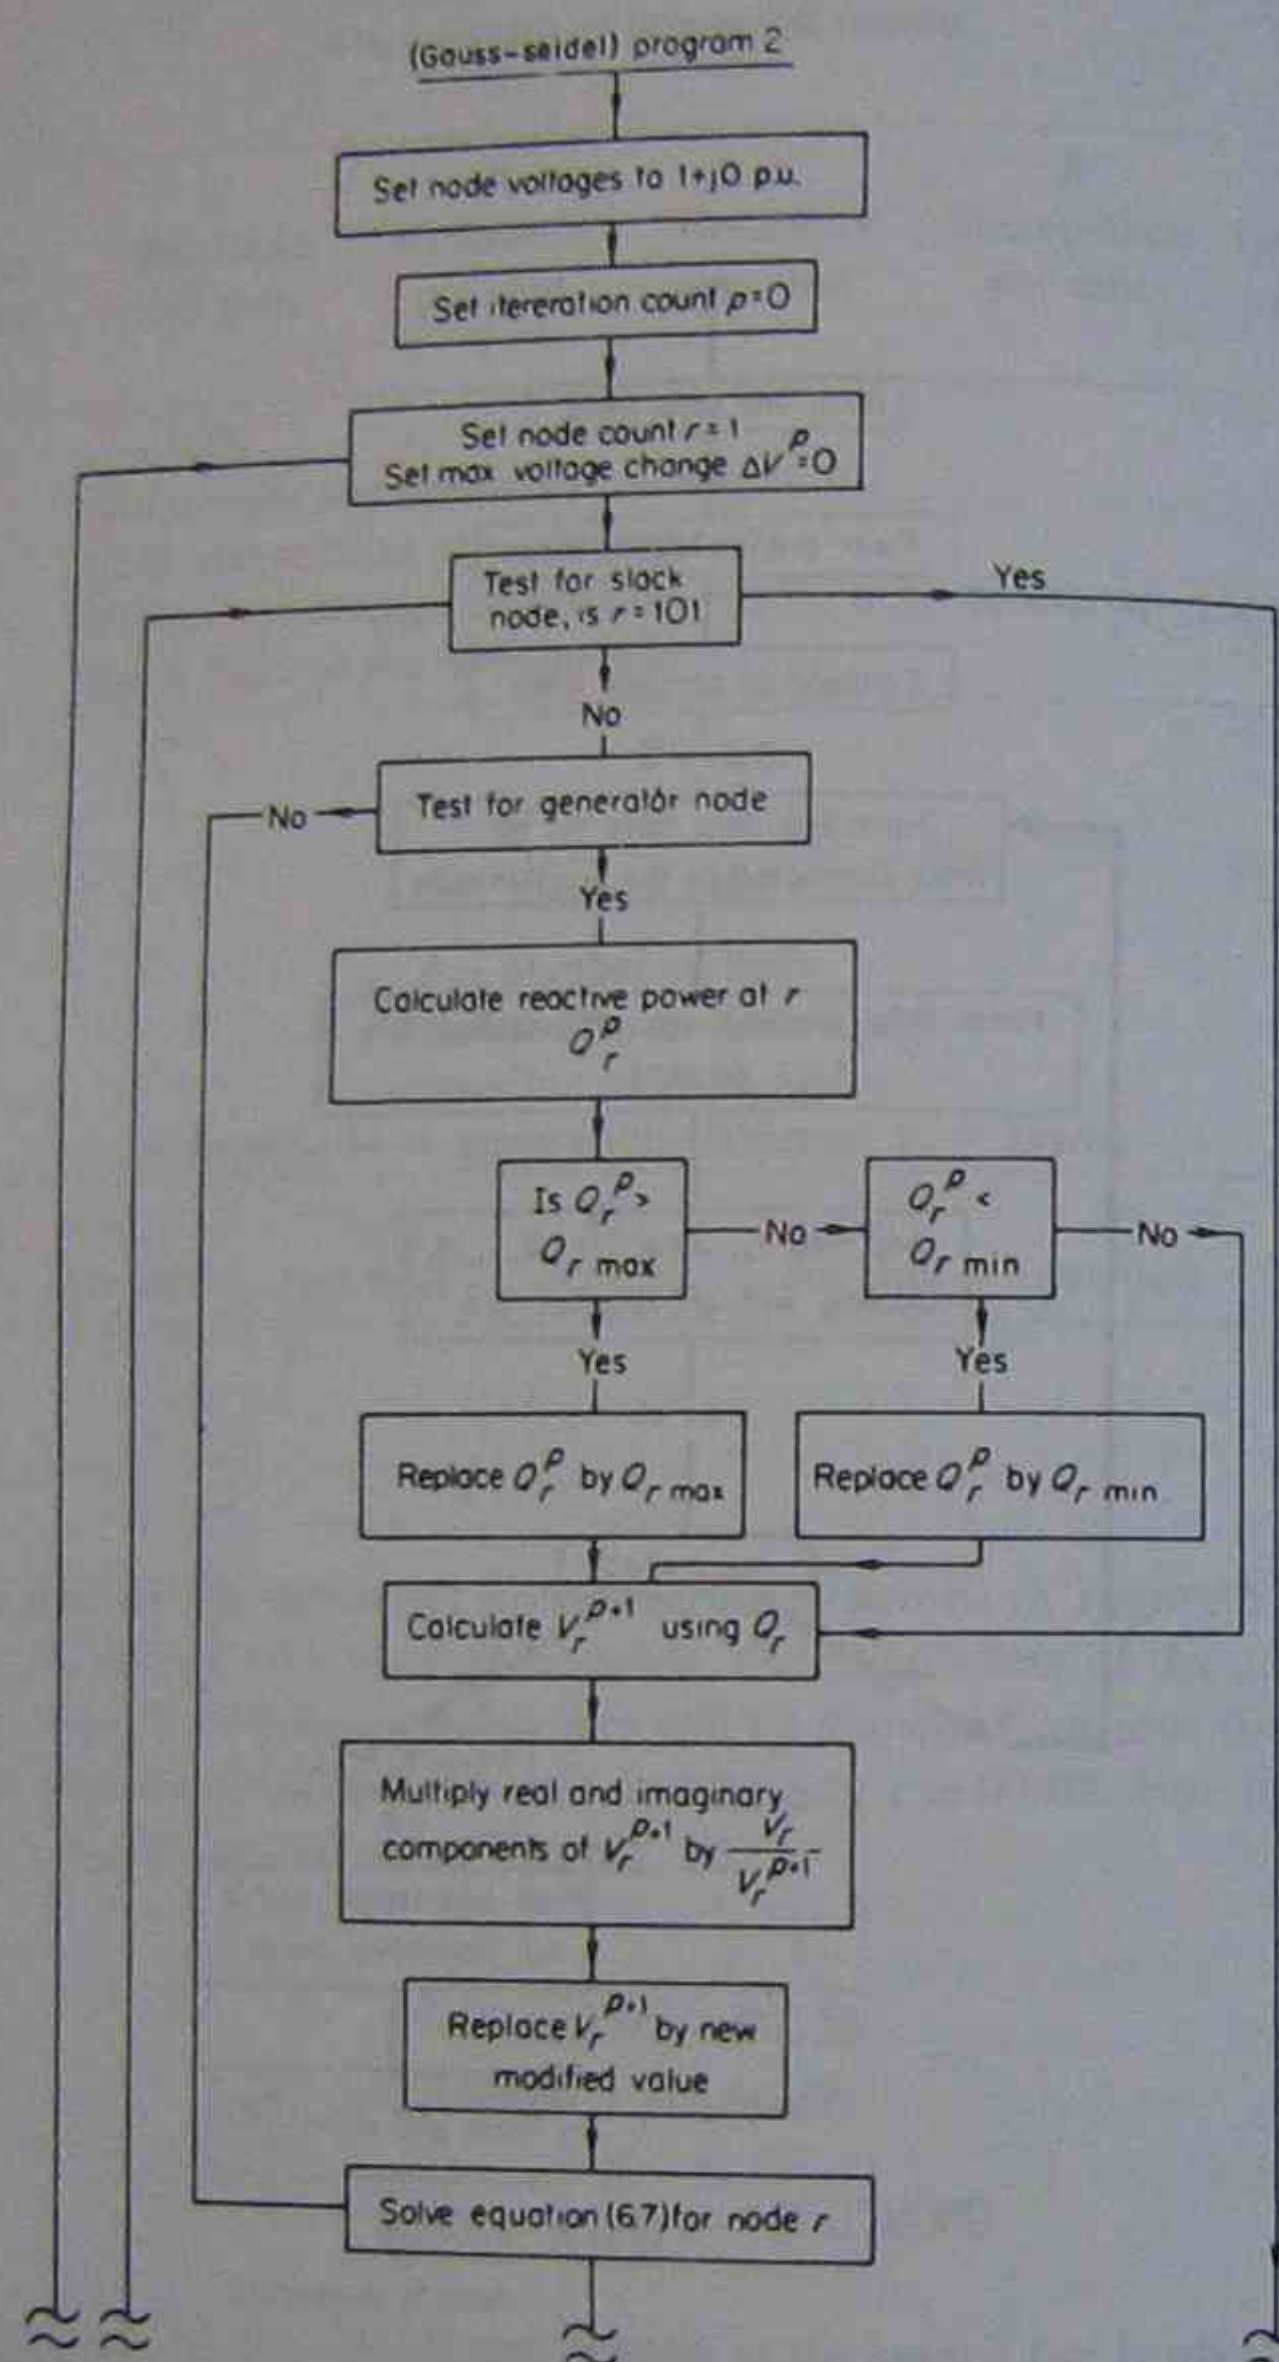 (Gauss-seidel) program 2
Set node voltages to 1+j0 p.u.
Set itereration count p=0
Set node count r = 1
Set max voltage change ΔV^p=0
Test for slack
node, is r = 101
Yes
No
Test for generator node
No
Yes
Calculate reactive power at r
Q_r^p
Is Q_r^p >
Q_r max
No
Q_r^p <
Q_r min
No
Yes
Yes
Replace Q_r^p by Q_r max
Replace Q_r^p by Q_r min
Calculate V_r^p+1 using Q_r
Multiply real and imaginary
components of V_r^p+1 by V_r / V_r^p+1
Replace V_r^p+1 by new
modified value
Solve equation (6.7) for node r